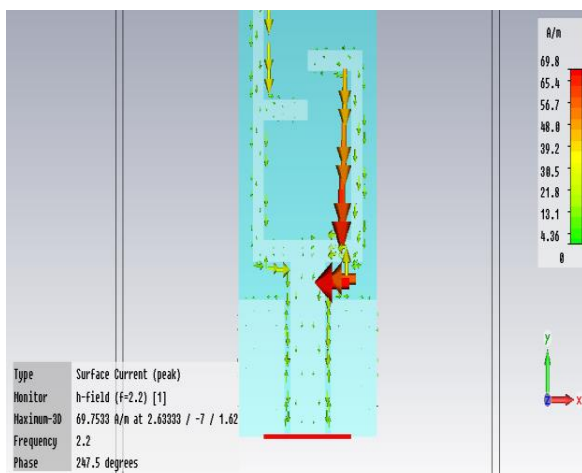 A/m
69.8
65.4
56.7
48.0
39.2
30.5
21.8
13.1
4.36
0
y
z
x
Type Surface Current (peak)
Monitor h-field (f=2.2) [1]
Maximum-3D 69.7533 A/m at 2.63333 / -7 / 1.62
Frequency 2.2
Phase 247.5 degrees